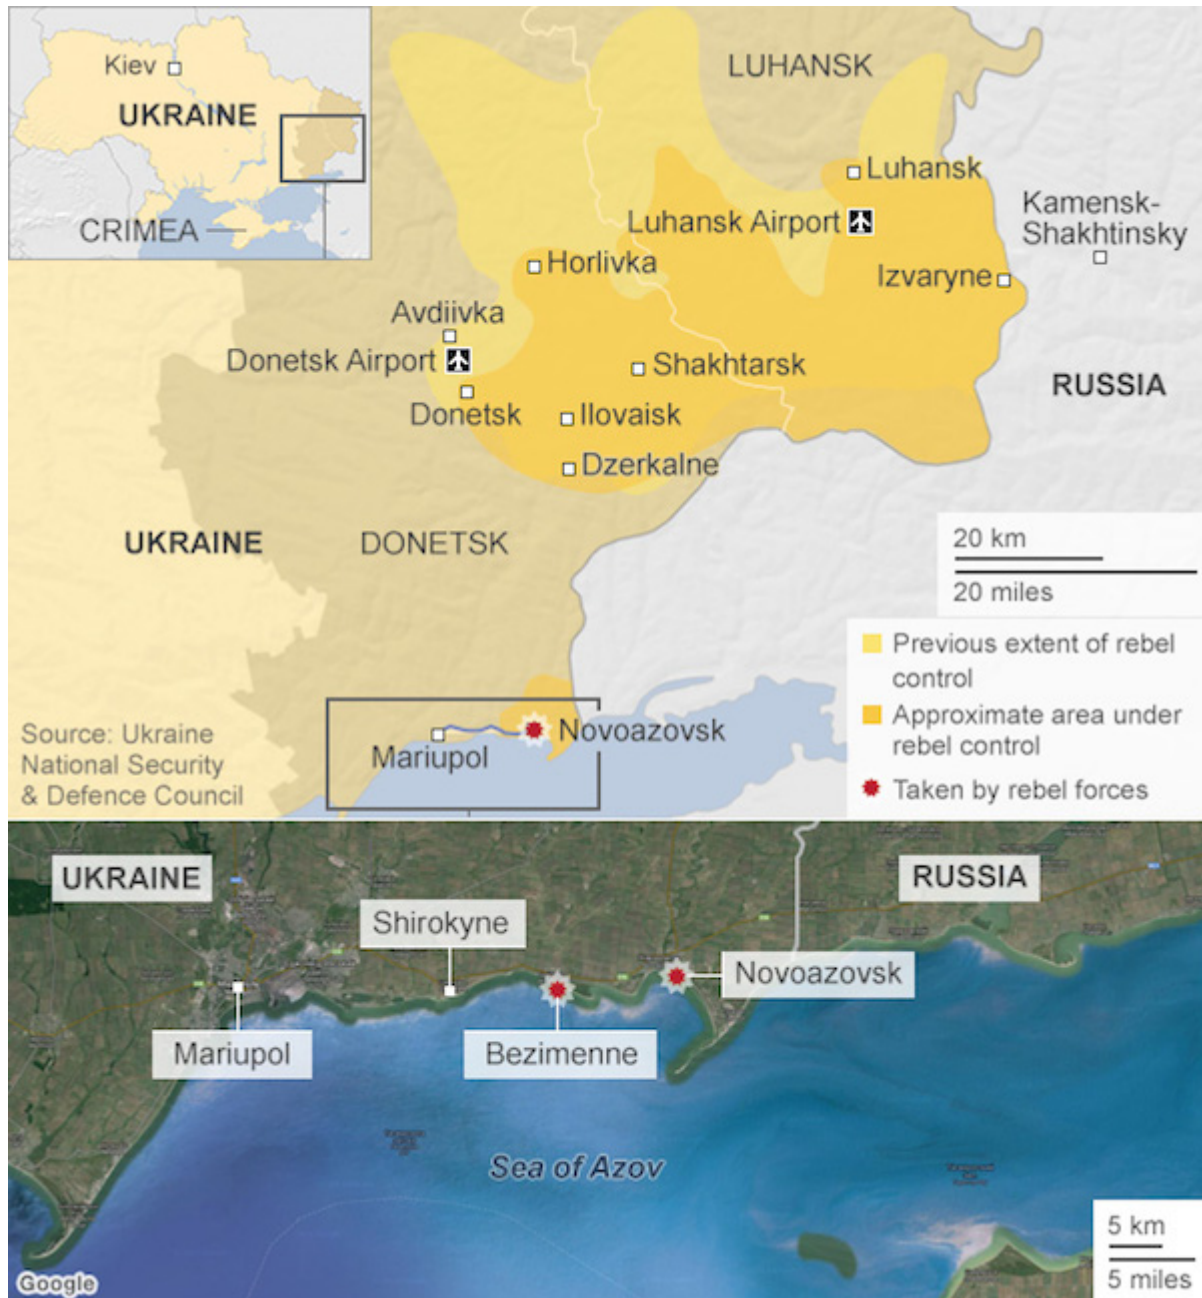 Kiev
UKRAINE
CRIMEA
LUHANSK
Luhansk
Luhansk Airport
Kamensk-
Shakhtinsky
Horlivka
Izvaryne
Avdiivka
Donetsk Airport
Shakhtarsk
RUSSIA
Donetsk
Ilovaisk
Dzerkalne
UKRAINE
DONETSK
20 km
20 miles
Previous extent of rebel
control
Approximate area under
rebel control
Taken by rebel forces
Novoazovsk
Mariupol
Source: Ukraine
National Security
& Defence Council
UKRAINE
RUSSIA
Shirokyne
Novoazovsk
Mariupol
Bezimenne
Sea of Azov
5 km
5 miles
Google